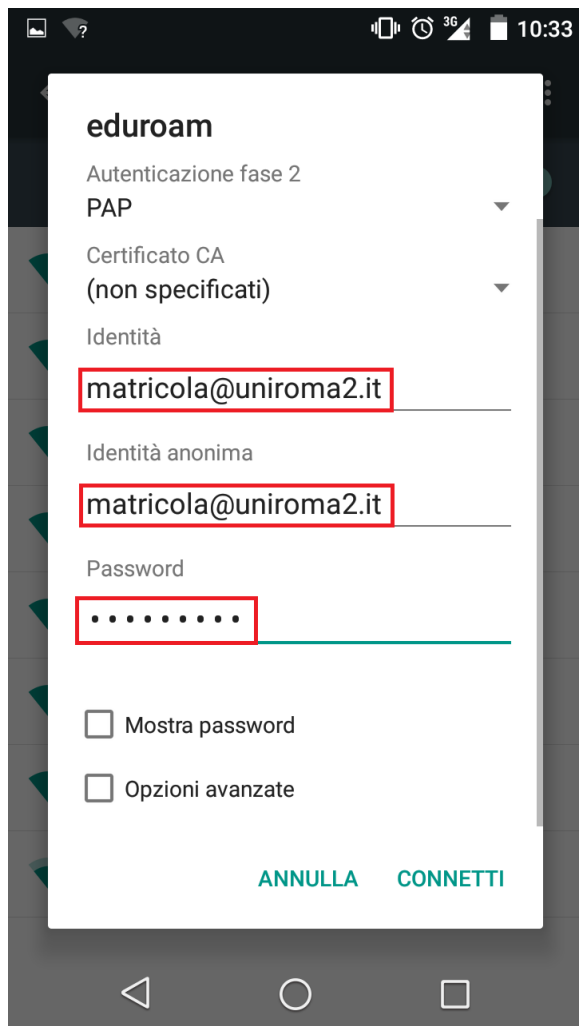 3G 10:33
eduroam
Autenticazione fase 2
PAP
Certificato CA
(non specificati)
Identità
matricola@uniroma2.it
Identità anonima
matricola@uniroma2.it
Password
•••••••••
Mostra password
Opzioni avanzate
ANNULLA CONNETTI